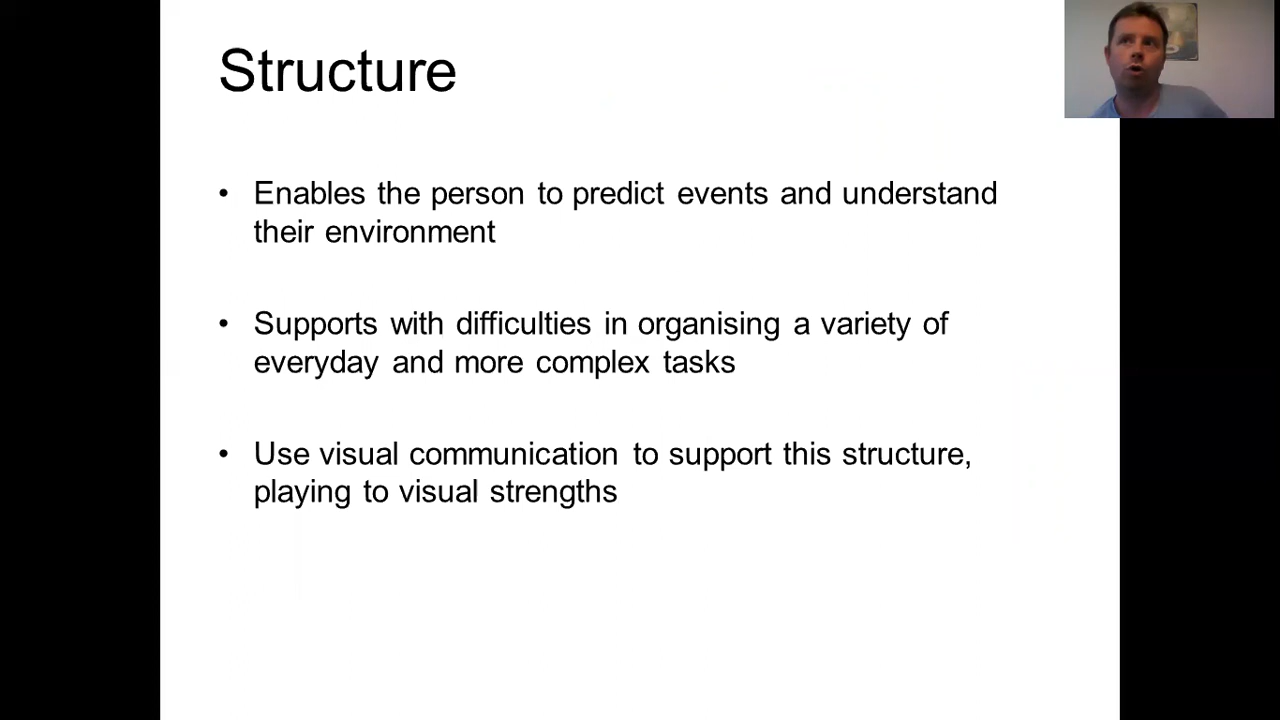 Structure
• Enables the person to predict events and understand
their environment
• Supports with difficulties in organising a variety of
everyday and more complex tasks
• Use visual communication to support this structure,
playing to visual strengths